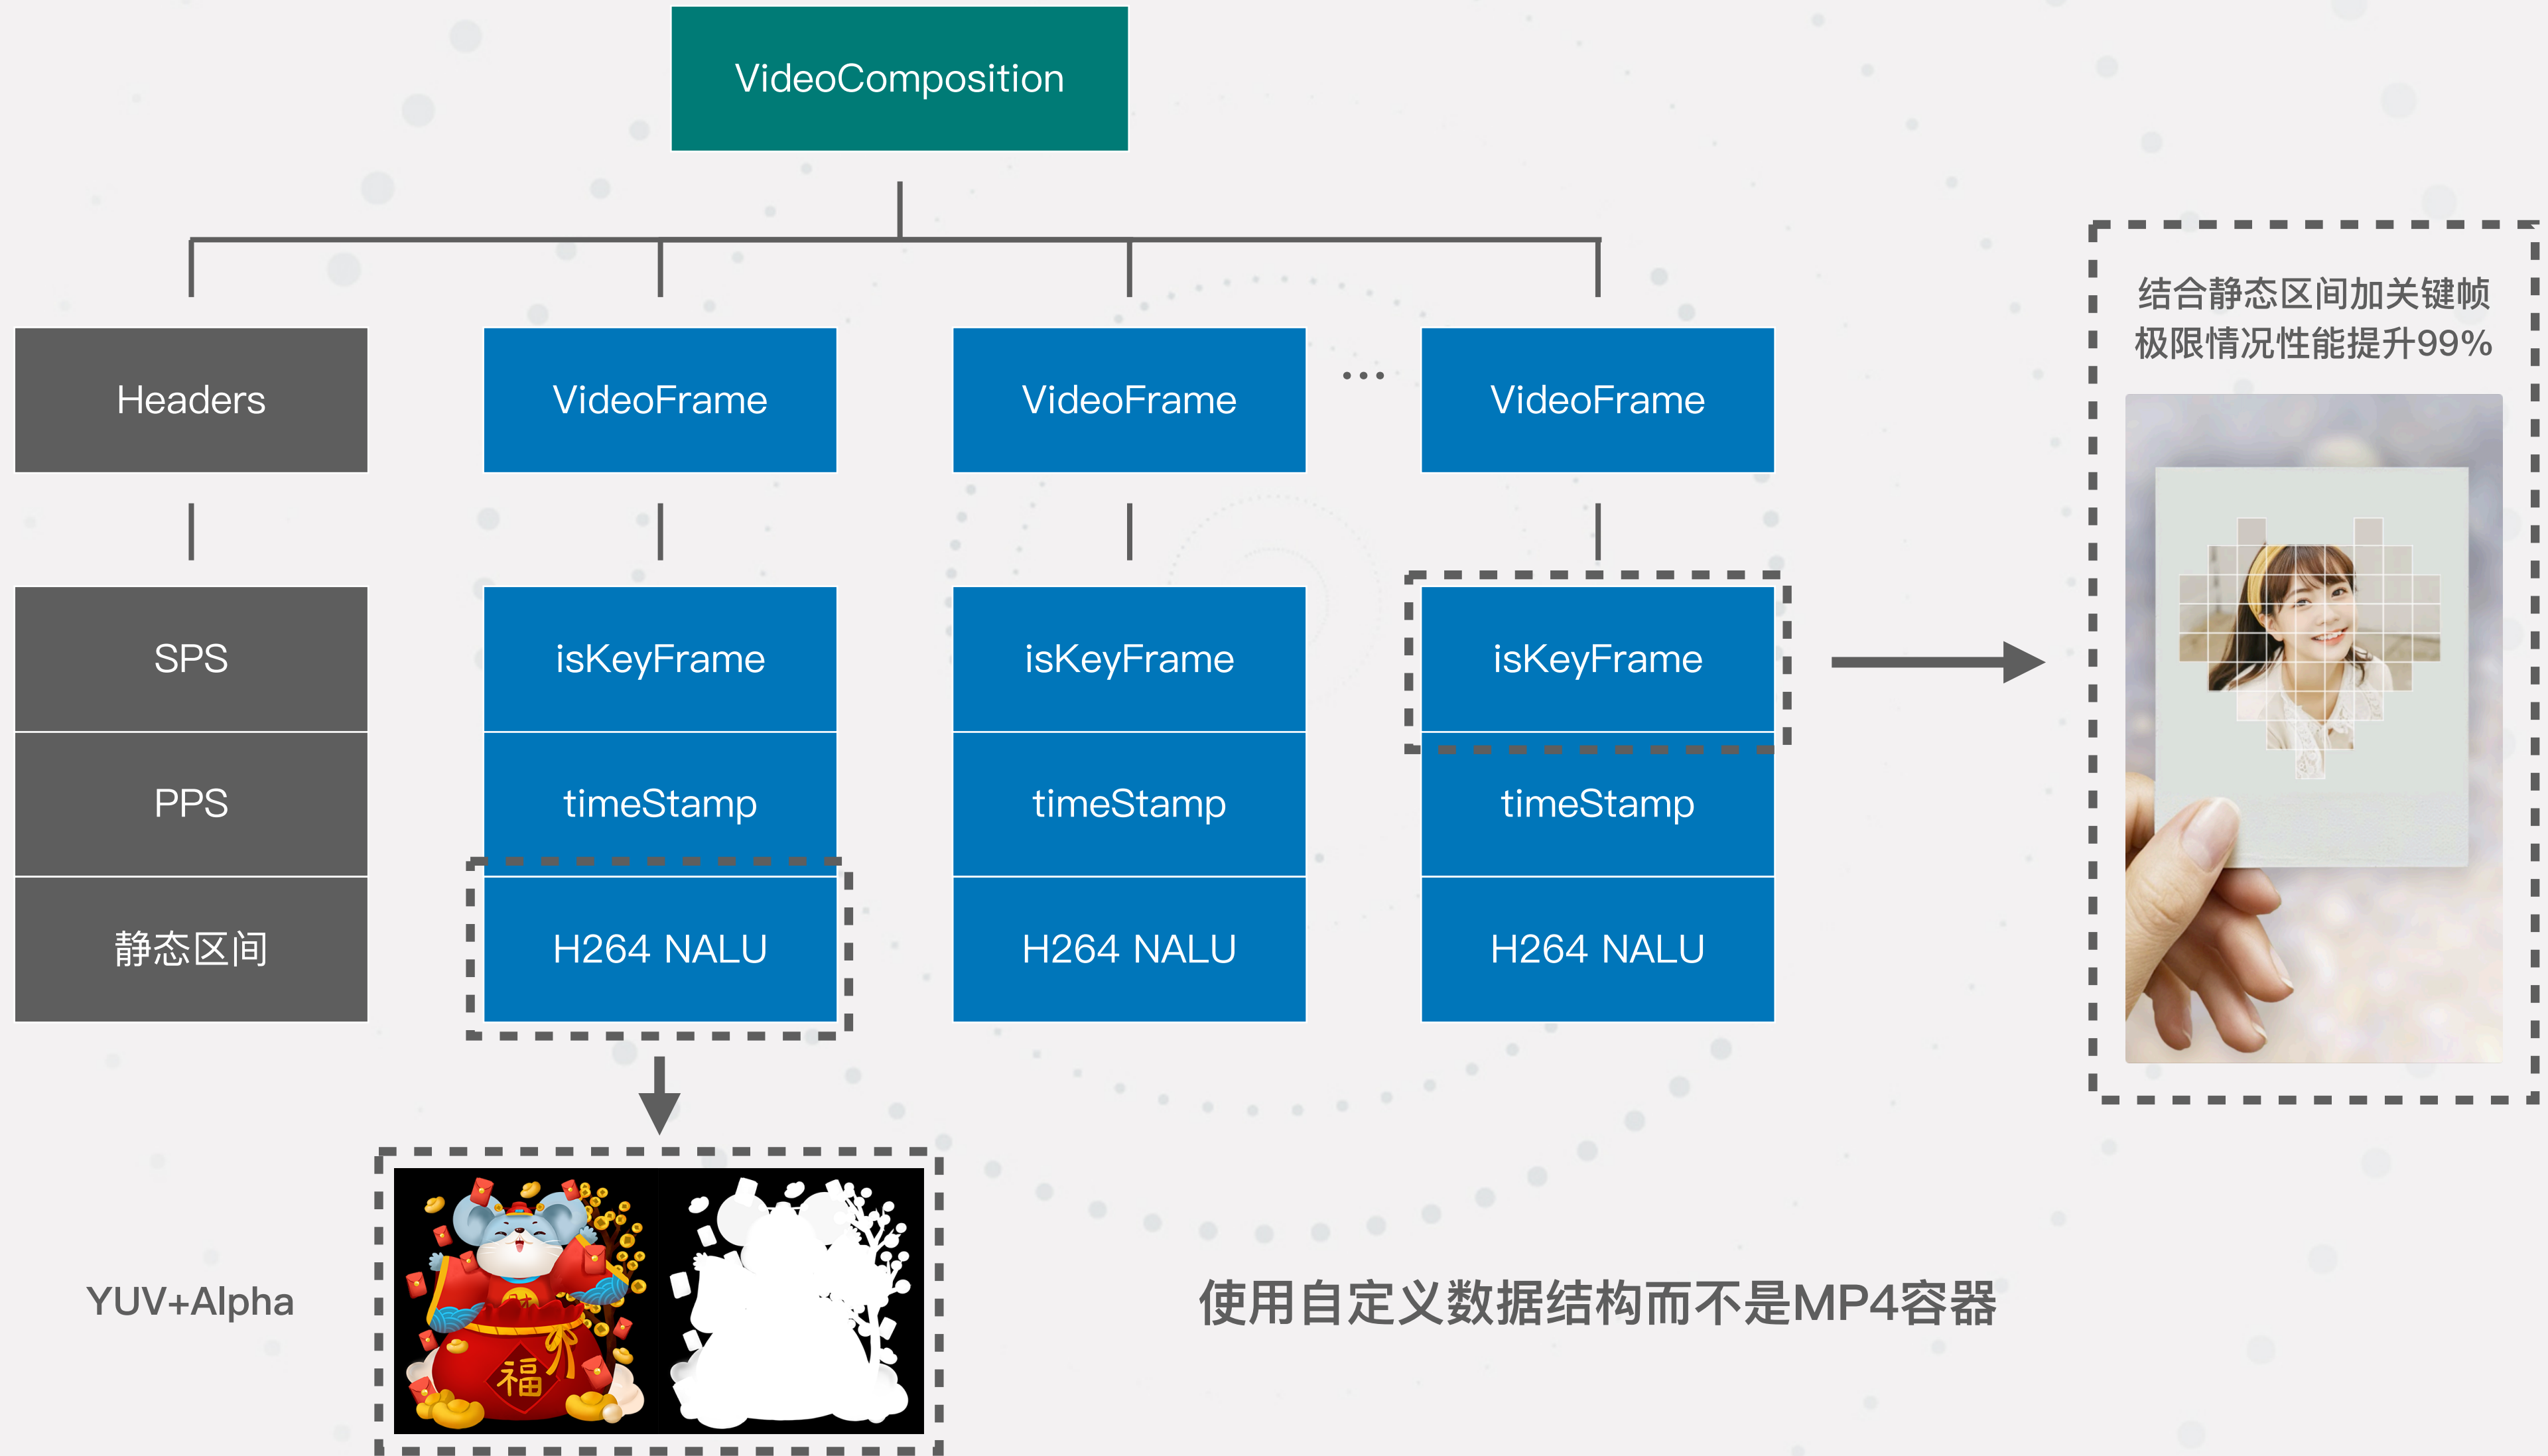 VideoComposition
Headers
VideoFrame
VideoFrame
...
VideoFrame
SPS
PPS
静态区间
isKeyFrame
timeStamp
H264 NALU
isKeyFrame
timeStamp
H264 NALU
isKeyFrame
timeStamp
H264 NALU
结合静态区间加关键帧
极限情况性能提升99%
YUV+Alpha
福
使用自定义数据结构而不是MP4容器